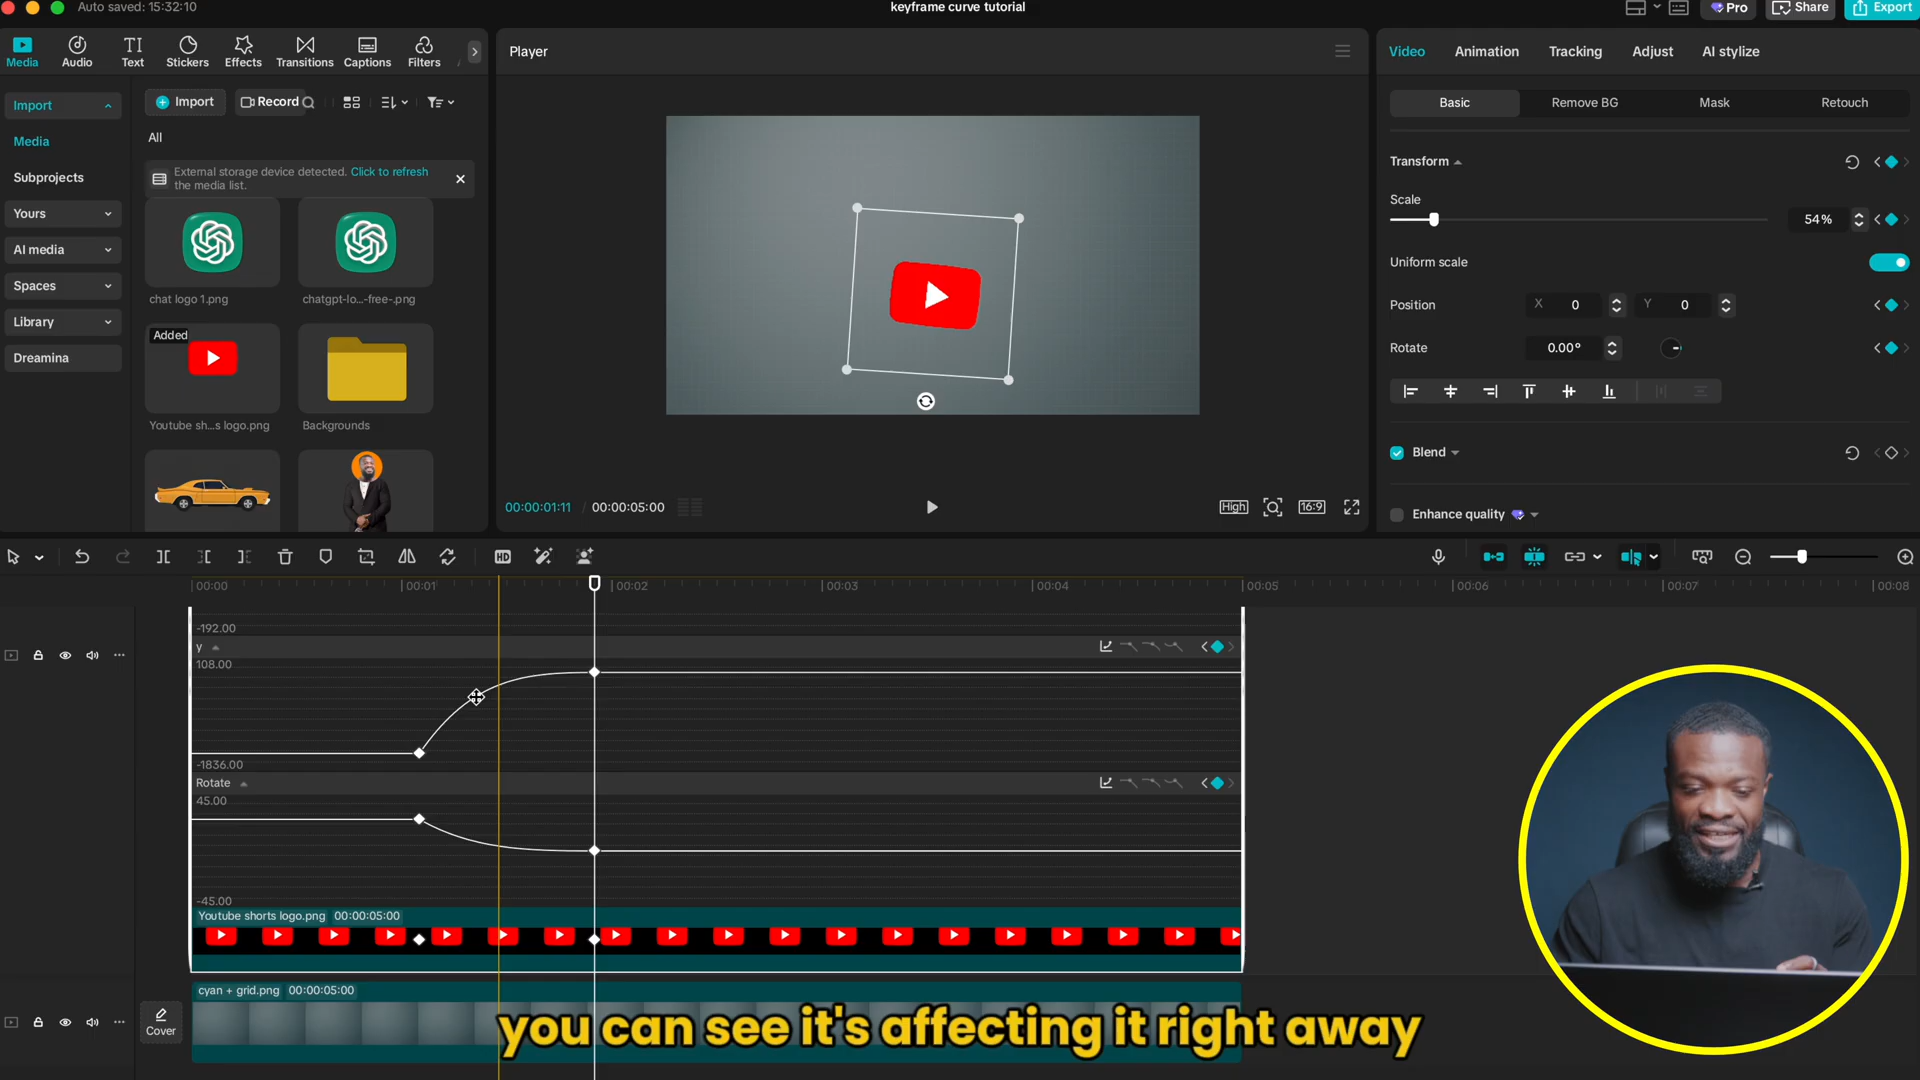 Auto saved: 15:32:10
keyframe curve tutorial
Pro
Share
Export
Media
Audio
Text
Stickers
Effects
Transitions
Captions
Filters
Player
Video
Animation
Tracking
Adjust
AI stylize
Import
Media
Subprojects
Yours
AI media
Spaces
Library
Dreamina
Import
Record
All
External storage device detected. Click to refresh
the media list.
chat logo 1.png
chatgpt-lo...-free-.png
Added
Youtube sh...s logo.png
Backgrounds
00:00:01:11 / 00:00:05:00
High
16:9
Basic
Remove BG
Mask
Retouch
Transform
Scale
54%
Uniform scale
Position
X 0
Y 0
Rotate
0.00°
Blend
Enhance quality
HD
00:00
00:01
00:02
00:03
00:04
00:05
00:06
00:07
00:08
-192.00
y
108.00
-1836.00
Rotate
45.00
-45.00
Youtube shorts logo.png 00:00:05:00
cyan + grid.png 00:00:05:00
Cover
you can see it's affecting it right away